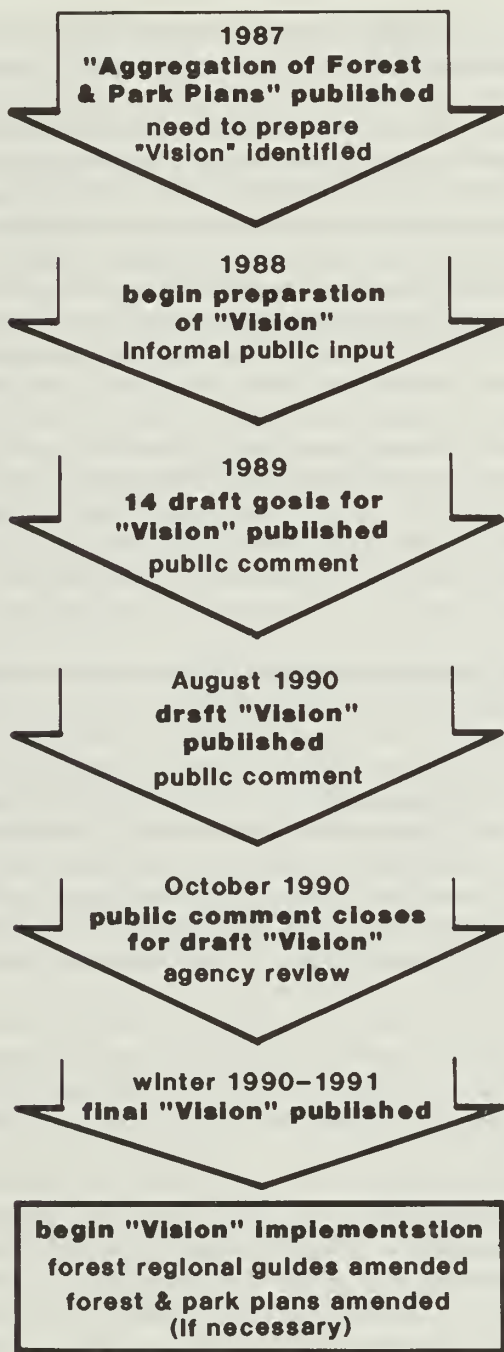 1987
"Aggregation of Forest
& Park Plans" published
need to prepare
"Vision" identified
1988
begin preparation
of "Vision"
informal public input
1989
14 draft goals for
"Vision" published
public comment
August 1990
draft "Vision"
published
public comment
October 1990
public comment closes
for draft "Vision"
agency review
winter 1990–1991
final "Vision" published
begin "Vision" implementation
forest regional guides amended
forest & park plans amended
(if necessary)